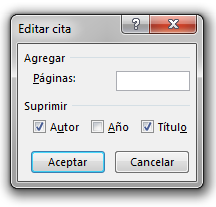 Editar cita
Agregar
Páginas:
Suprimir
Autor Año Título
Aceptar Cancelar